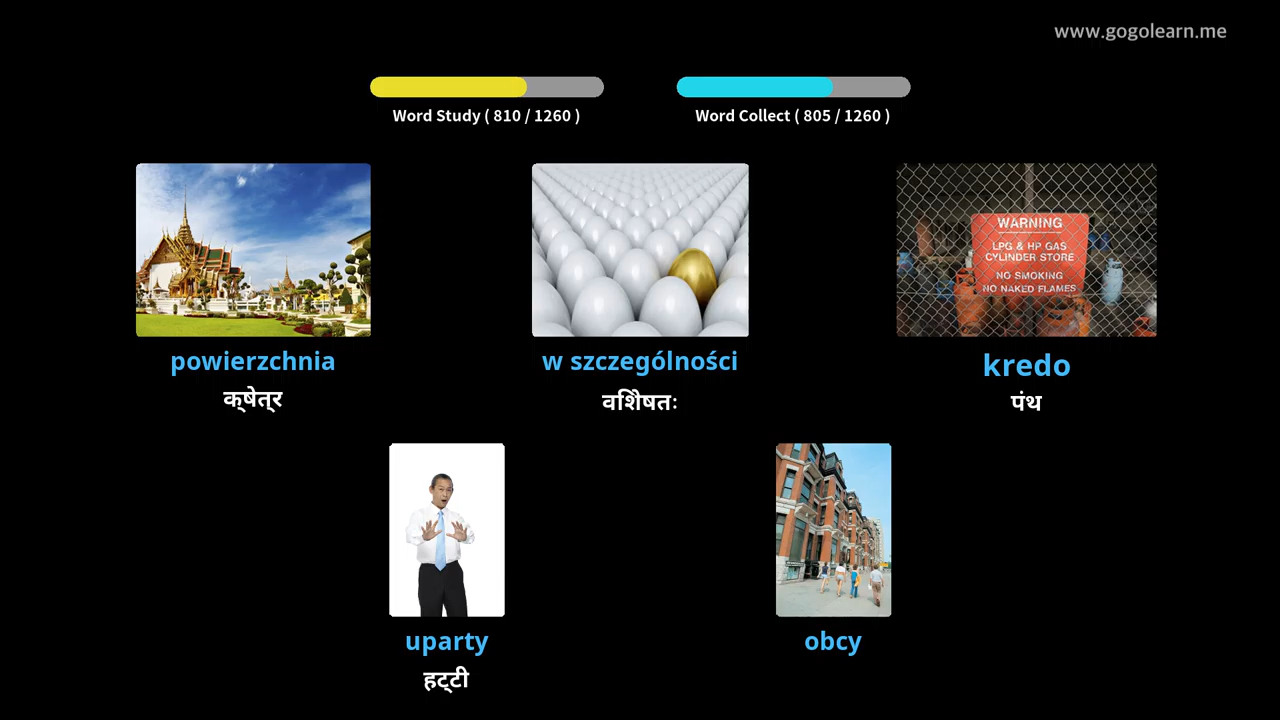 www.gogolearn.me
Word Study ( 810 / 1260 )
Word Collect ( 805 / 1260 )
WARNING
LPG & HP GAS
CYLINDER STORE
NO SMOKING
NO NAKED FLAMES
powierzchnia
w szczególności
kredo
क्षेत्र
विशेषतः
पंथ
uparty
obcy
हट्टी